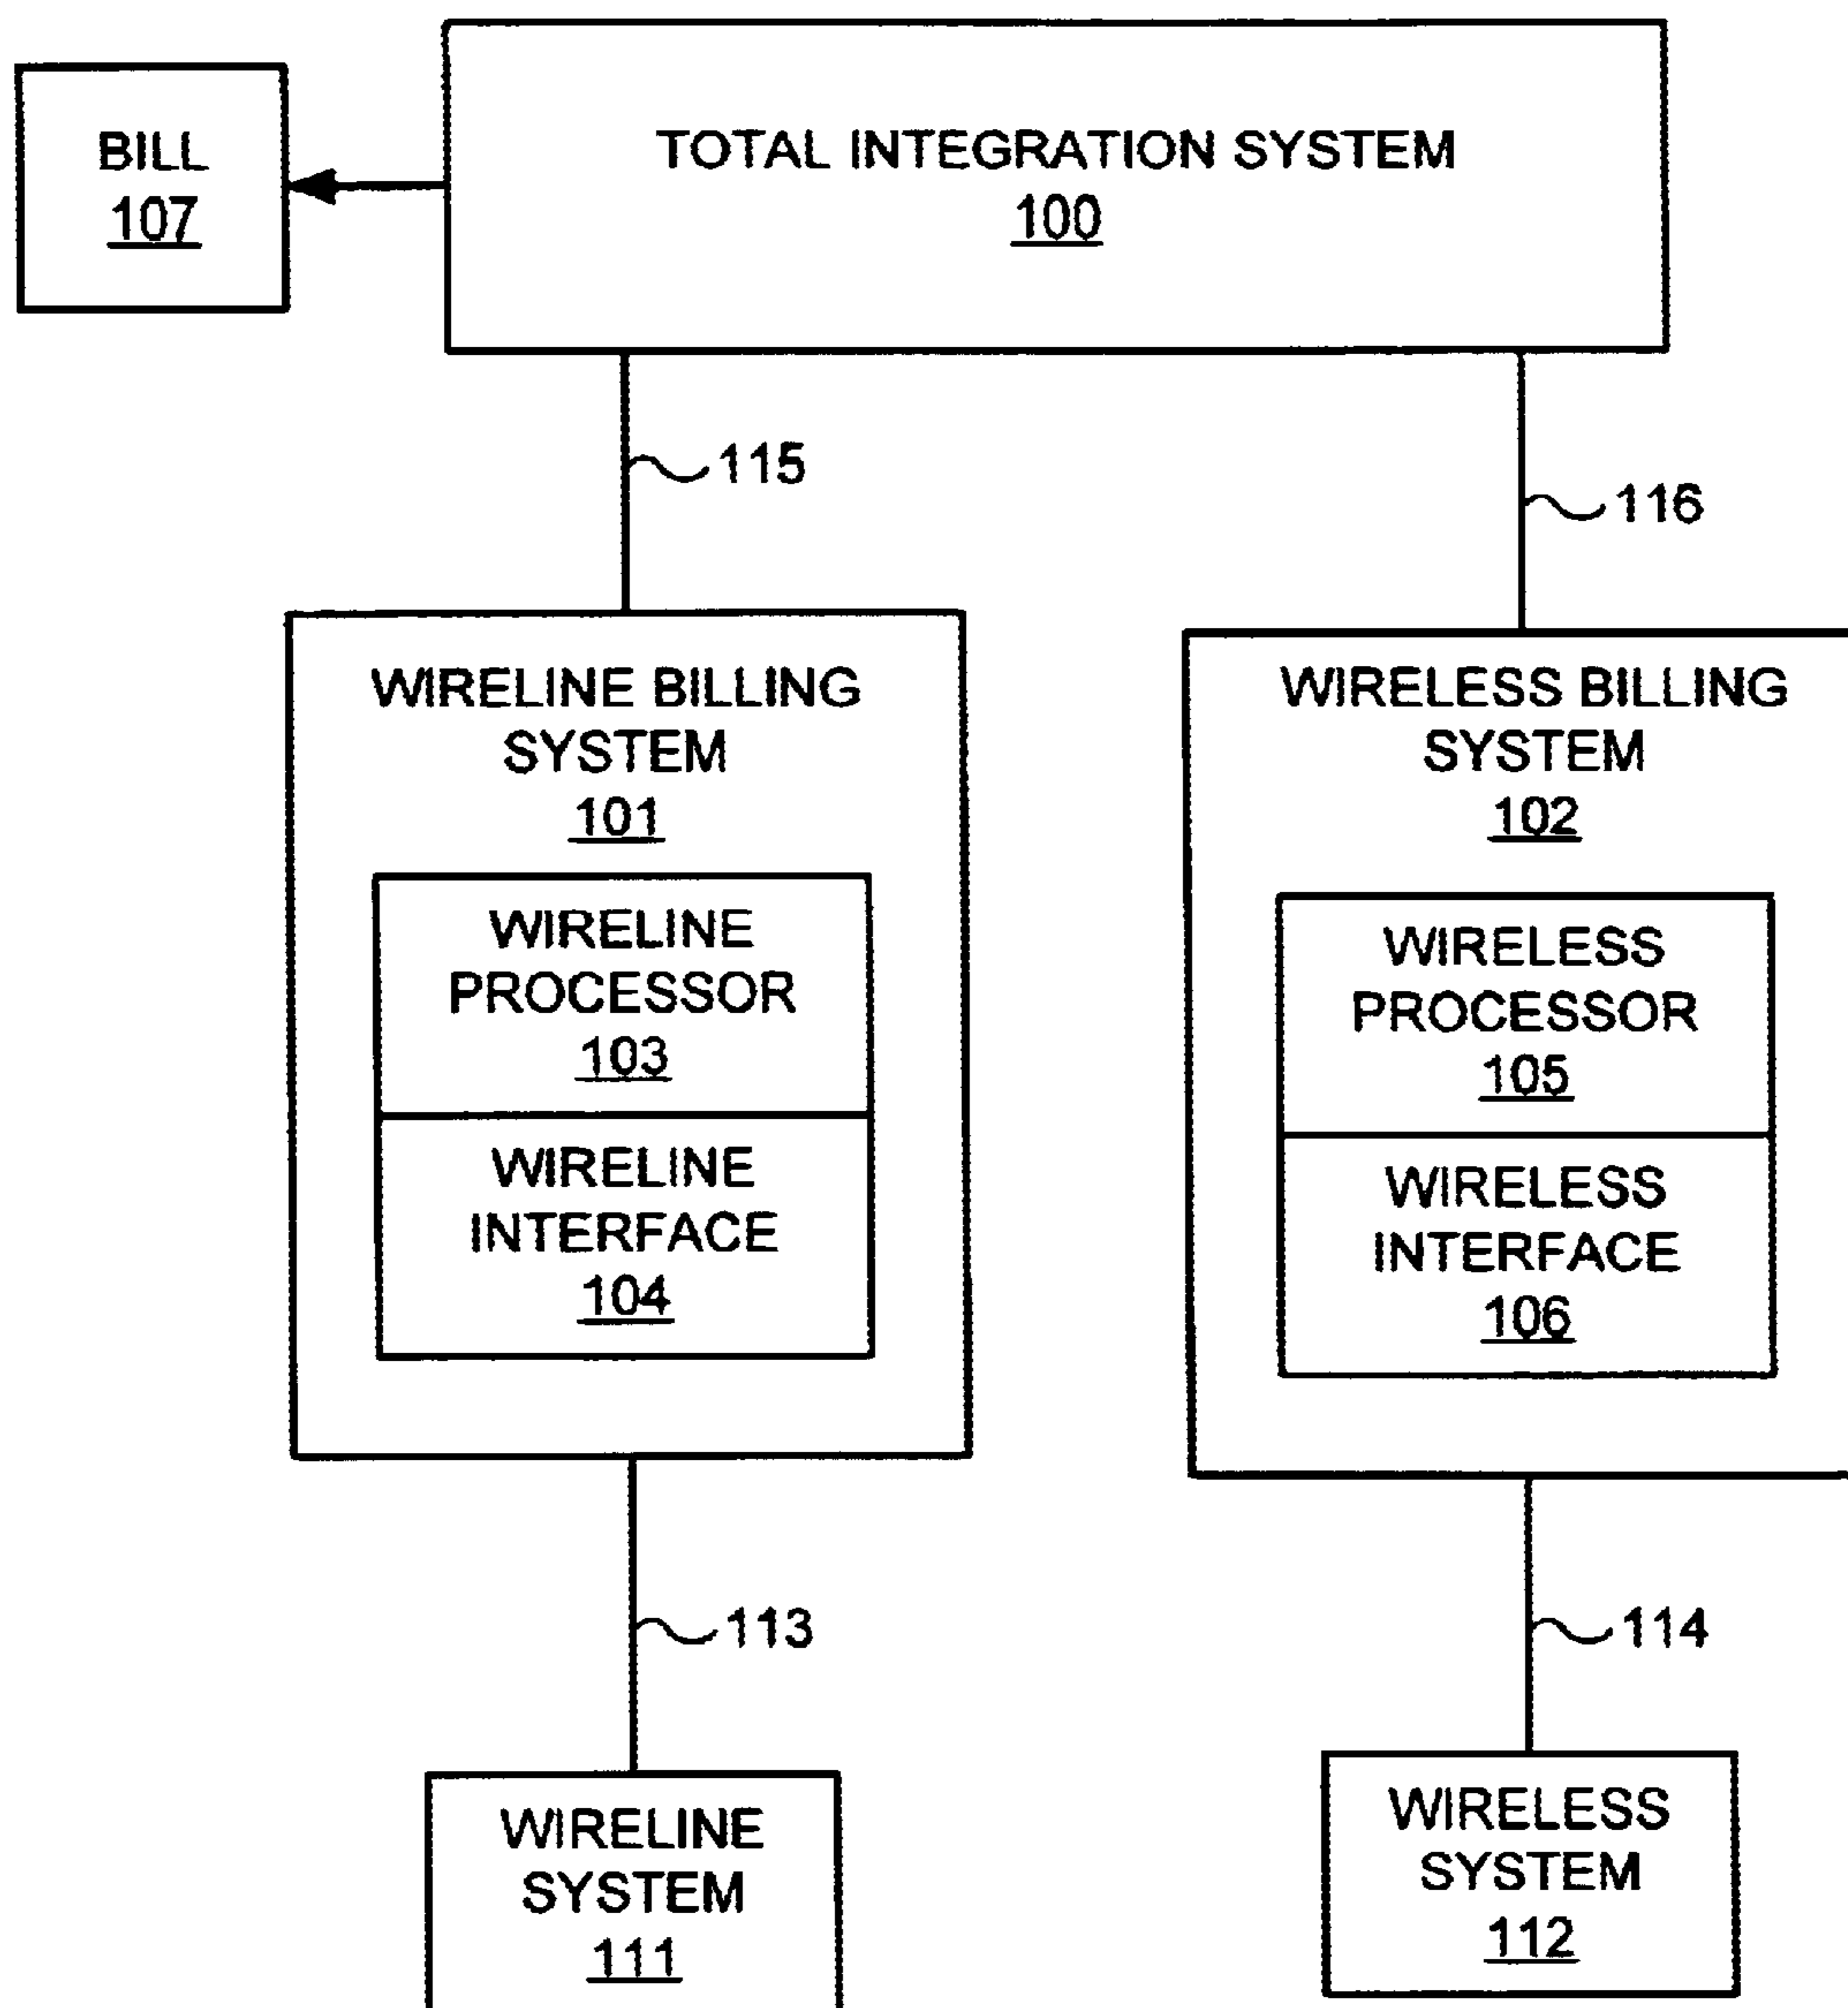 BILL
107
TOTAL INTEGRATION SYSTEM
100
115
116
WIRELINE BILLING
SYSTEM
101
WIRELINE
PROCESSOR
103
WIRELINE
INTERFACE
104
WIRELESS BILLING
SYSTEM
102
WIRELESS
PROCESSOR
105
WIRELESS
INTERFACE
106
113
114
WIRELINE
SYSTEM
111
WIRELESS
SYSTEM
112